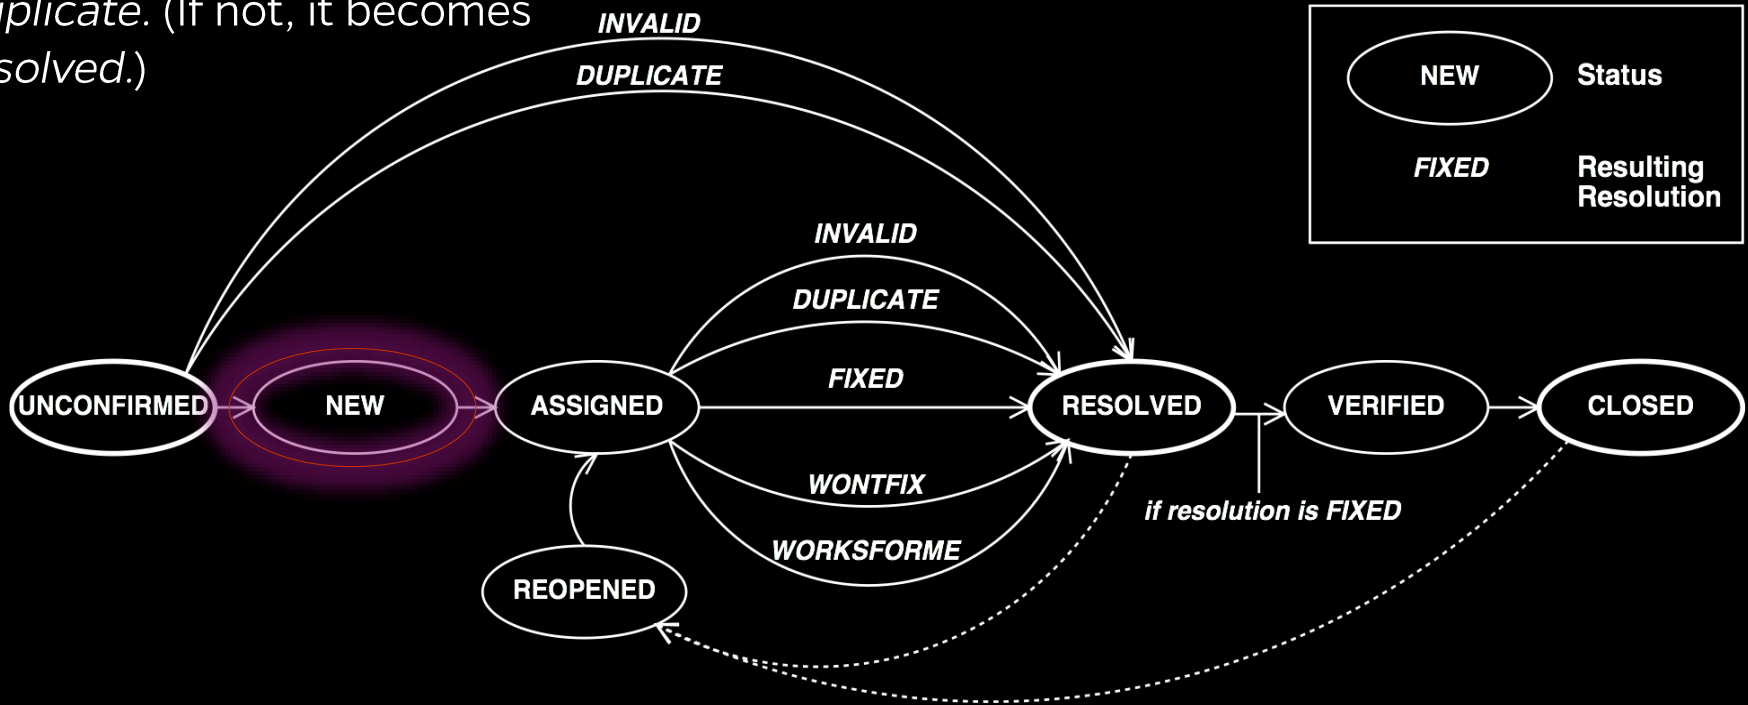 uplicate. (If not, it becomes
solved.)
INVALID
DUPLICATE
NEW
Status
FIXED
Resulting
Resolution
INVALID
DUPLICATE
FIXED
UNCONFIRMED
NEW
ASSIGNED
RESOLVED
VERIFIED
CLOSED
WONTFIX
if resolution is FIXED
WORKSFORME
REOPENED